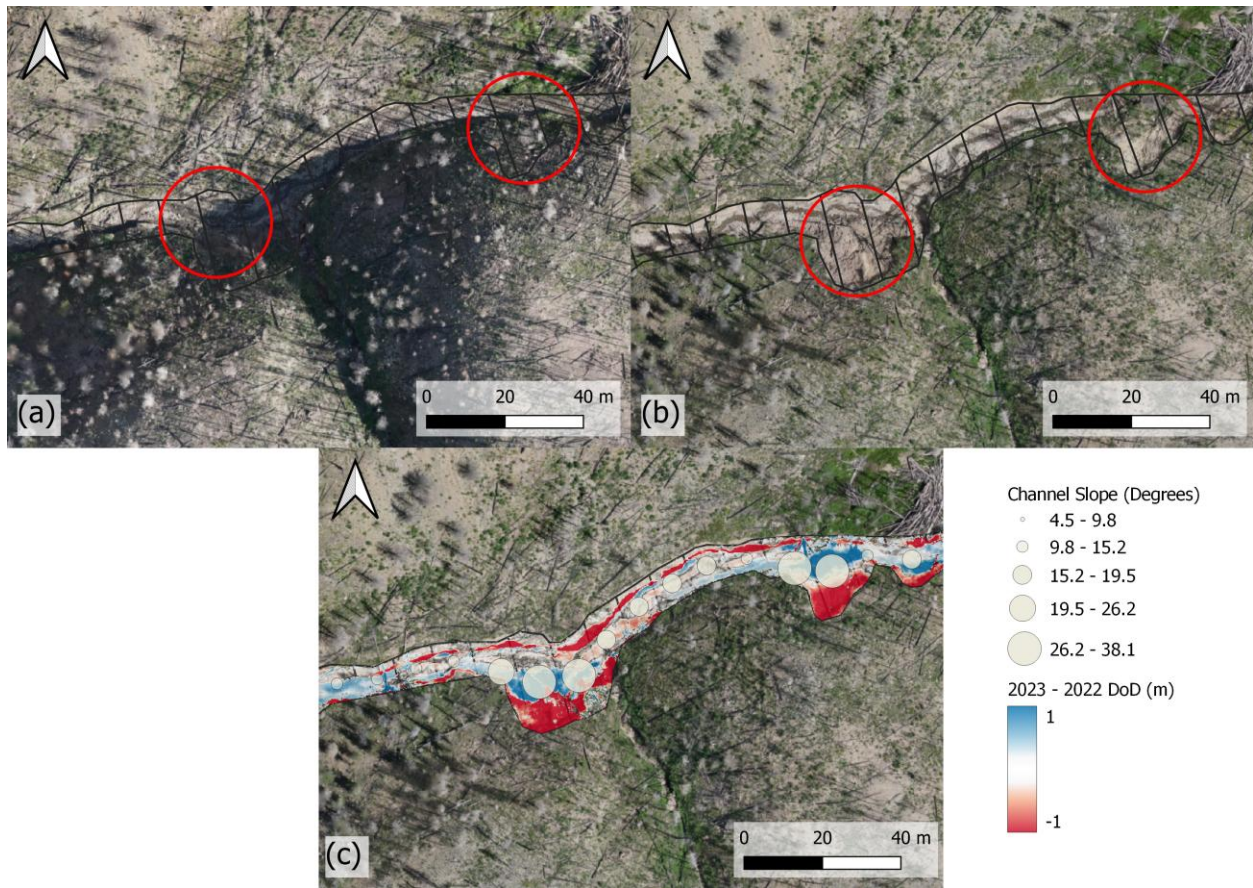 0 20 40 m
(a)
0 20 40 m
(b)
0 20 40 m
(c)
Channel Slope (Degrees)
4.5 - 9.8
9.8 - 15.2
15.2 - 19.5
19.5 - 26.2
26.2 - 38.1
2023 - 2022 DoD (m)
1
-1